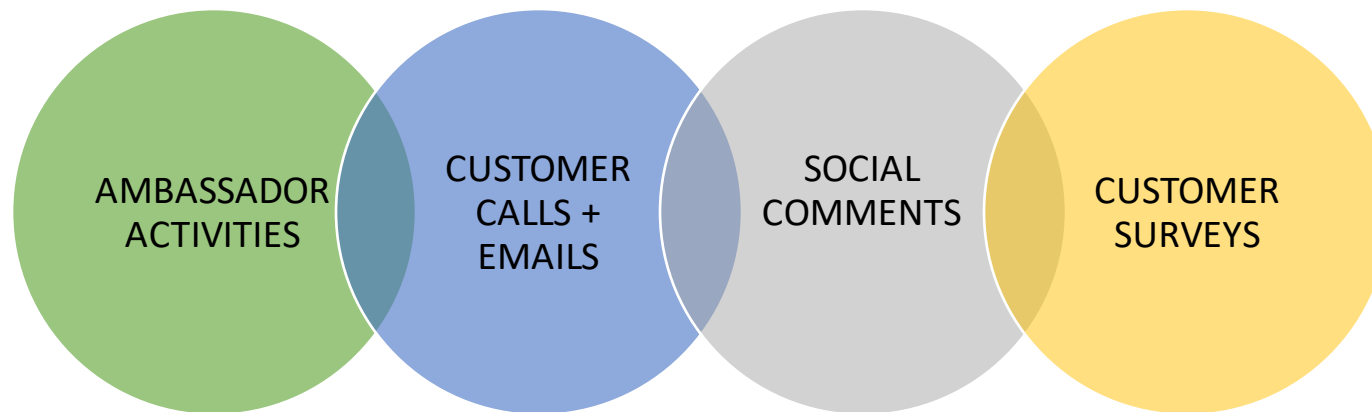 AMBASSADOR
ACTIVITIES
CUSTOMER
CALLS +
EMAILS
SOCIAL
COMMENTS
CUSTOMER
SURVEYS